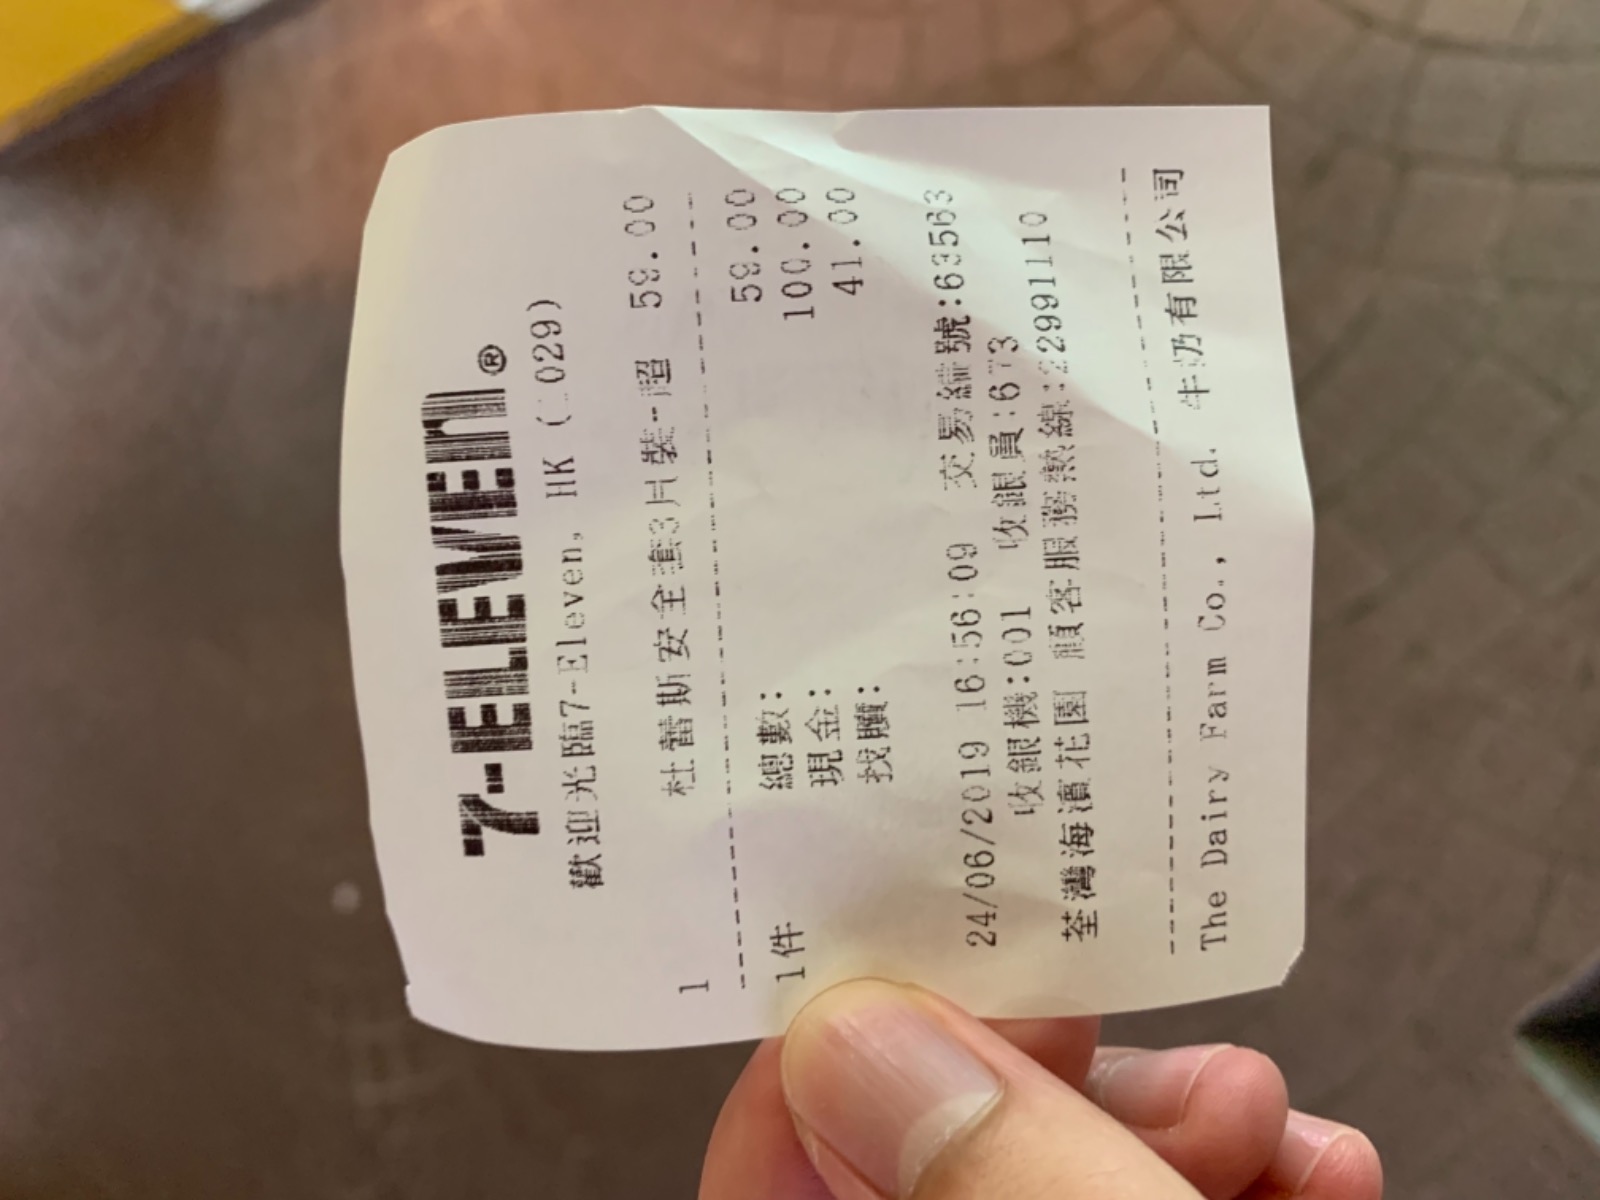 7-ELEVEn®
歡迎光臨7-Eleven, HK (1029)
1 杜蕾斯安全套3片裝--超 59.00
1件 總數: 59.00
現金: 100.00
找贖: 41.00
24/06/2019 16:56:09 交易編號:63563
收銀機:001 收銀員:673
荃灣海濱花園 顧客服務熱線:22991110
The Dairy Farm Co., Ltd. 牛奶有限公司